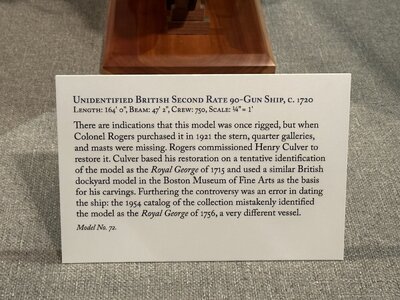 Unidentified British Second Rate 90-Gun Ship, c. 1720
Length: 164' 0", Beam: 47' 2", Crew: 750, Scale: ¼" = 1'
There are indications that this model was once rigged, but when
Colonel Rogers purchased it in 1921 the stern, quarter galleries,
and masts were missing. Rogers commissioned Henry Culver to
restore it. Culver based his restoration on a tentative identification
of the model as the Royal George of 1715 and used a similar British
dockyard model in the Boston Museum of Fine Arts as the basis
for his carvings. Furthering the controversy was an error in dating
the ship: the 1954 catalog of the collection mistakenly identified
the model as the Royal George of 1756, a very different vessel.
Model No. 72.